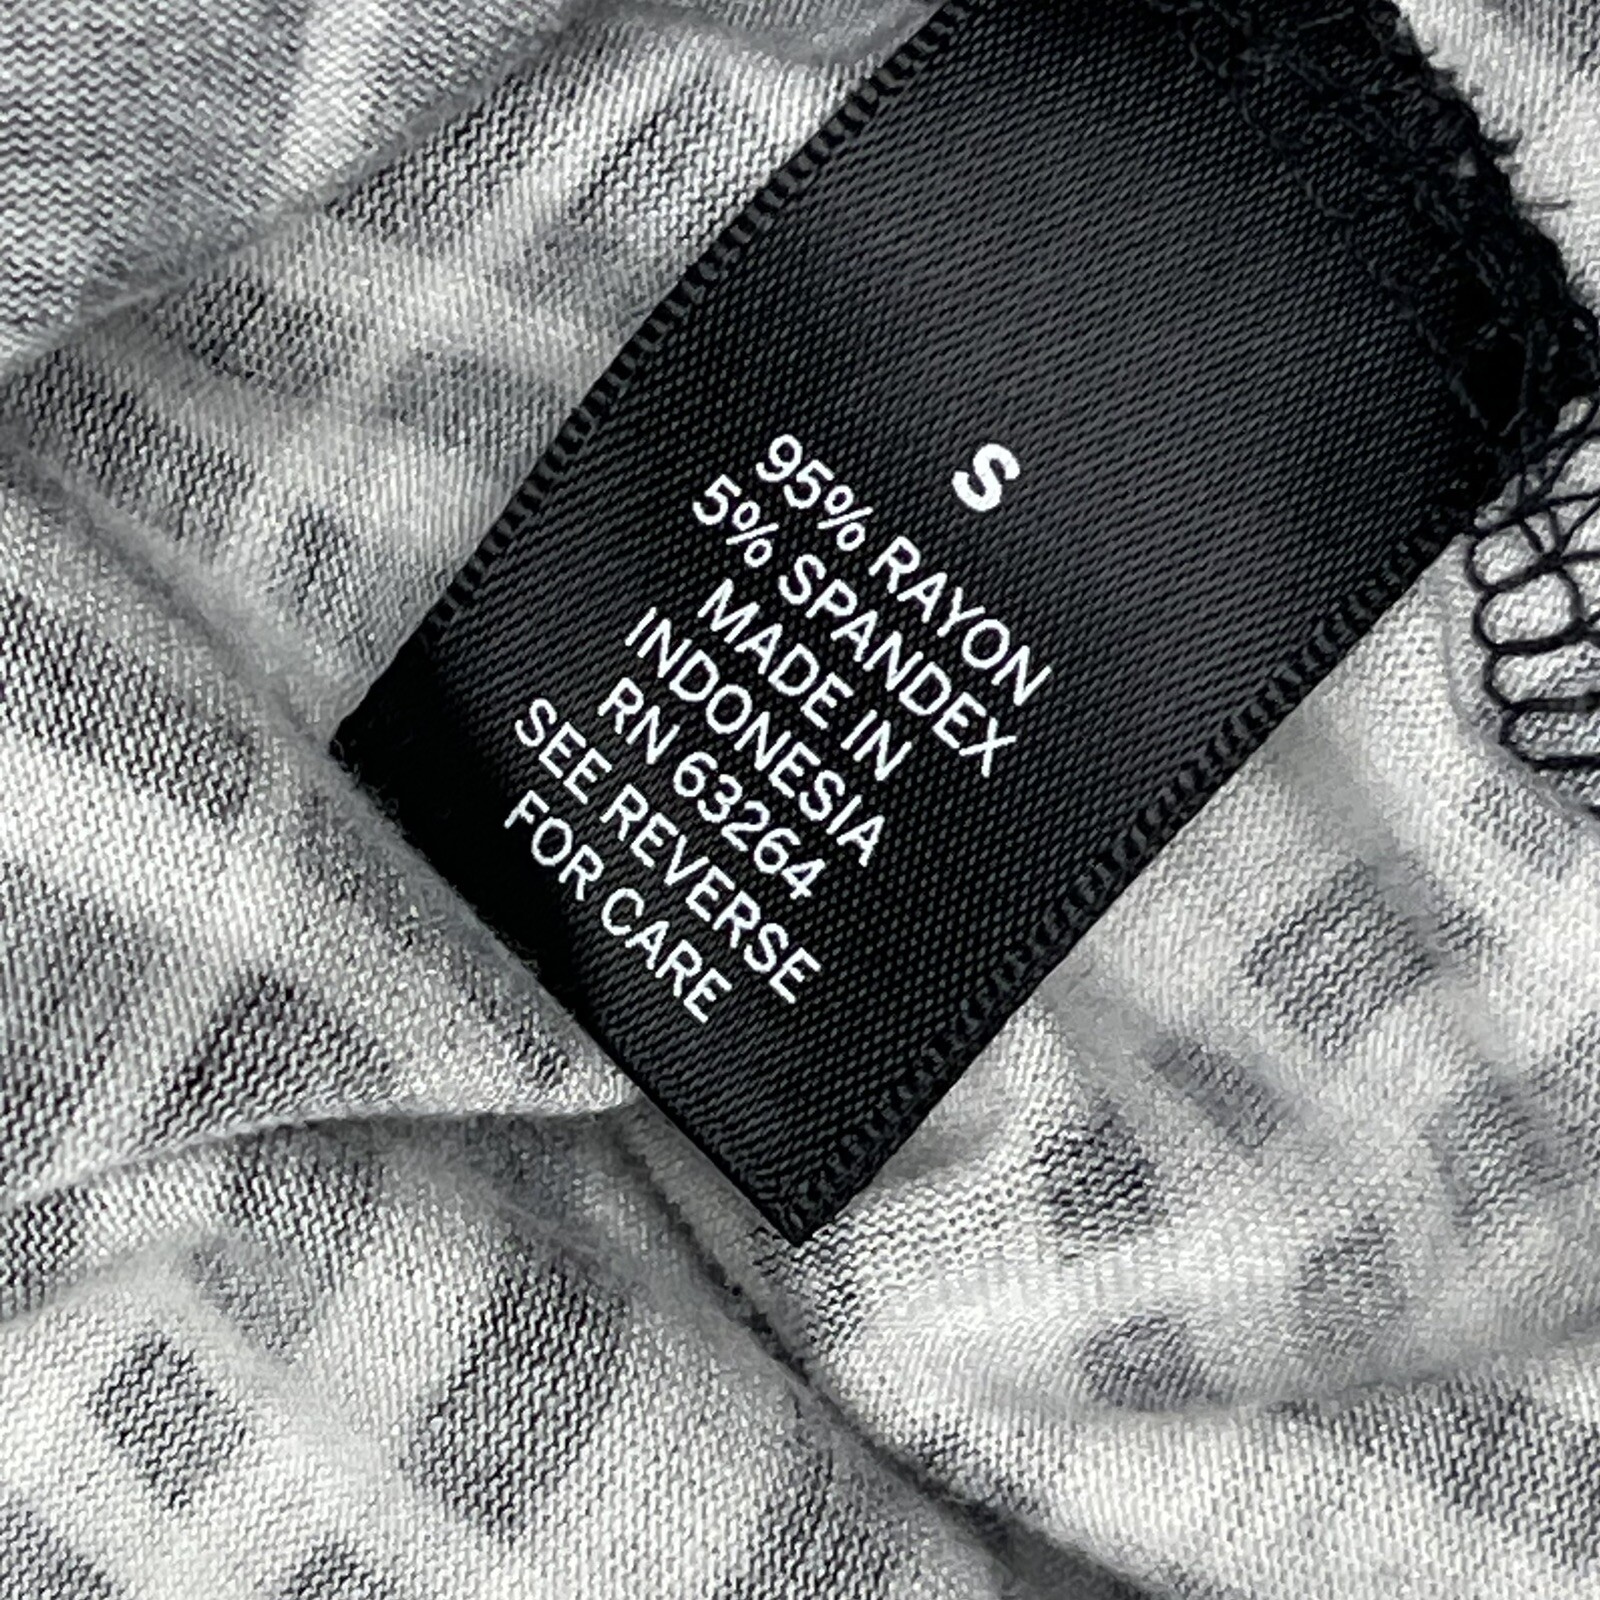 S
95% RAYON
5% SPANDEX
MADE IN
INDONESIA
RN 63264
SEE REVERSE
FOR CARE